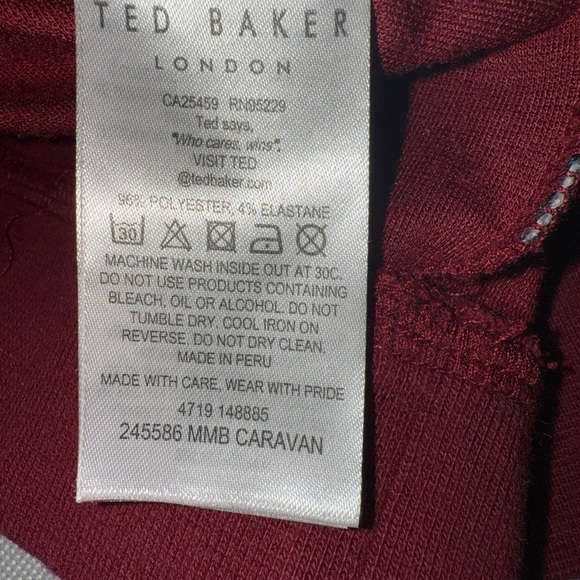 TED BAKER
LONDON
CA25459 RN95229
Ted says,
"Who cares, wins".
VISIT TED
@tedbaker.com
96% POLYESTER, 4% ELASTANE
30
MACHINE WASH INSIDE OUT AT 30C.
DO NOT USE PRODUCTS CONTAINING
BLEACH, OIL OR ALCOHOL. DO NOT
TUMBLE DRY. COOL IRON ON
REVERSE. DO NOT DRY CLEAN.
MADE IN PERU
MADE WITH CARE, WEAR WITH PRIDE
4719 148885
245586 MMB CARAVAN